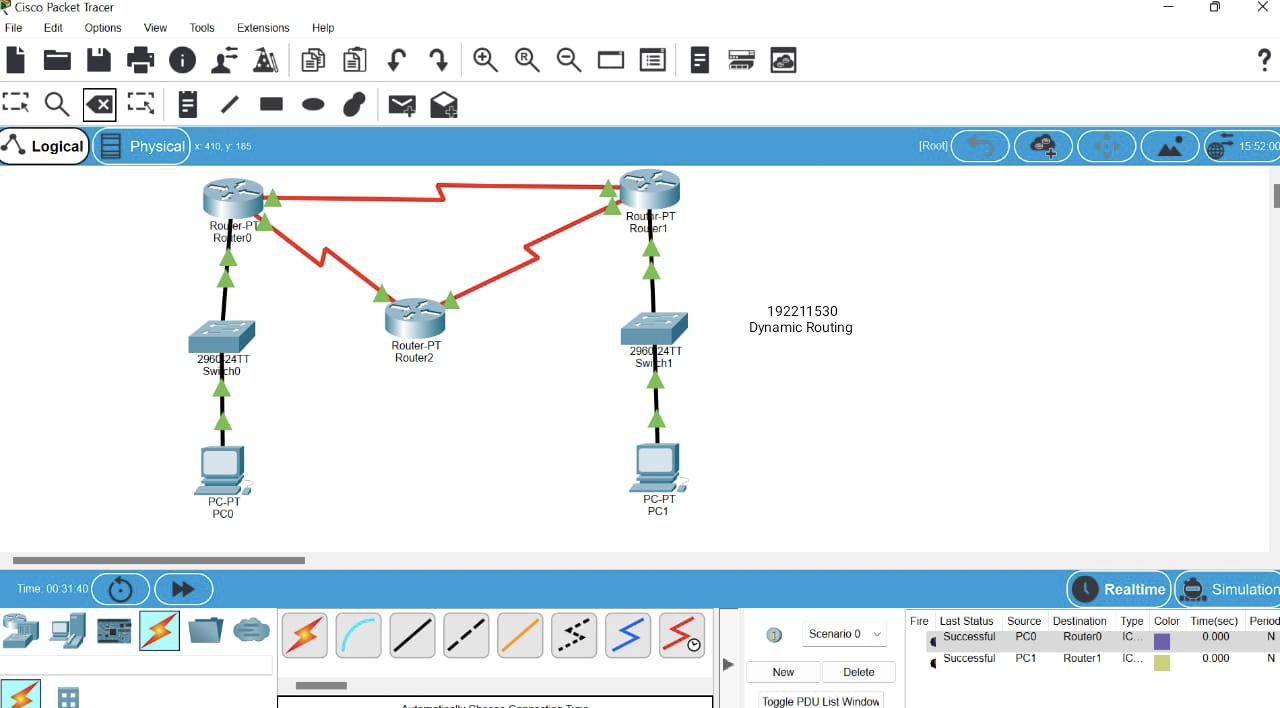 Cisco Packet Tracer
File Edit Options View Tools Extensions Help
Logical Physical x: 410, y: 185 [Root] 15:52:00
Router-PT
Router0
Router-PT
Router1
Router-PT
Router2
192211530
Dynamic Routing
2960-24TT
Switch0
2960-24TT
Switch1
PC-PT
PC0
PC-PT
PC1
Time: 00:31:40 Realtime Simulation
Scenario 0
New Delete
Toggle PDU List Window
Fire Last Status Source Destination Type Color Time(sec) Period
Successful PC0 Router0 IC... 0.000 N
Successful PC1 Router1 IC... 0.000 N
Automatically Choose Connection Type